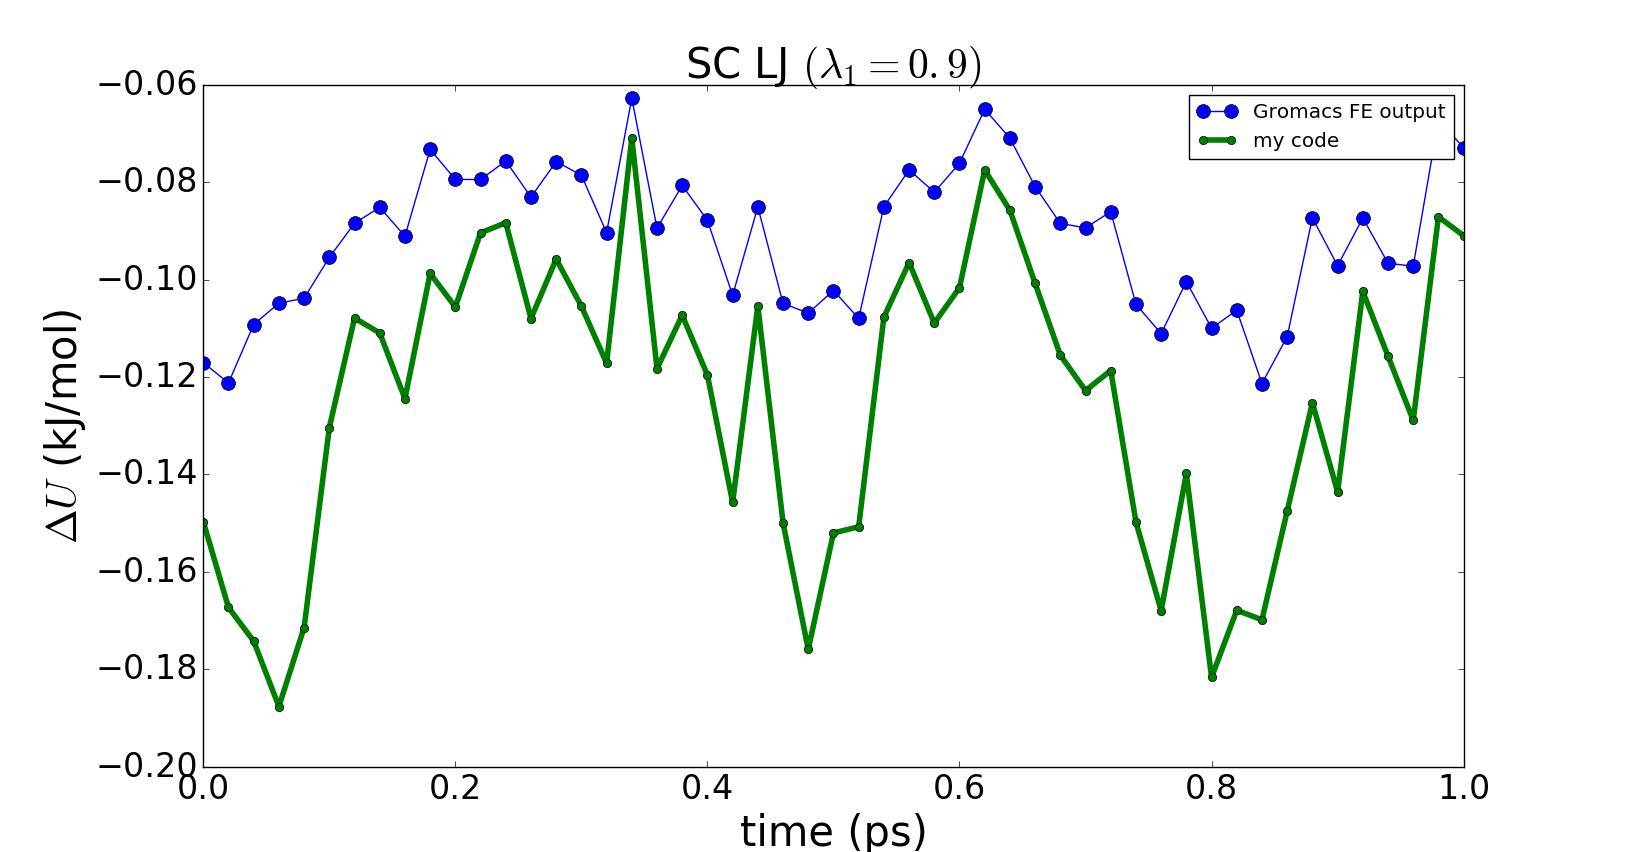 SC LJ (λ₁ = 0.9)
Gromacs FE output
my code
ΔU (kJ/mol)
−0.06
−0.08
−0.10
−0.12
−0.14
−0.16
−0.18
−0.20
0.0 0.2 0.4 0.6 0.8 1.0
time (ps)